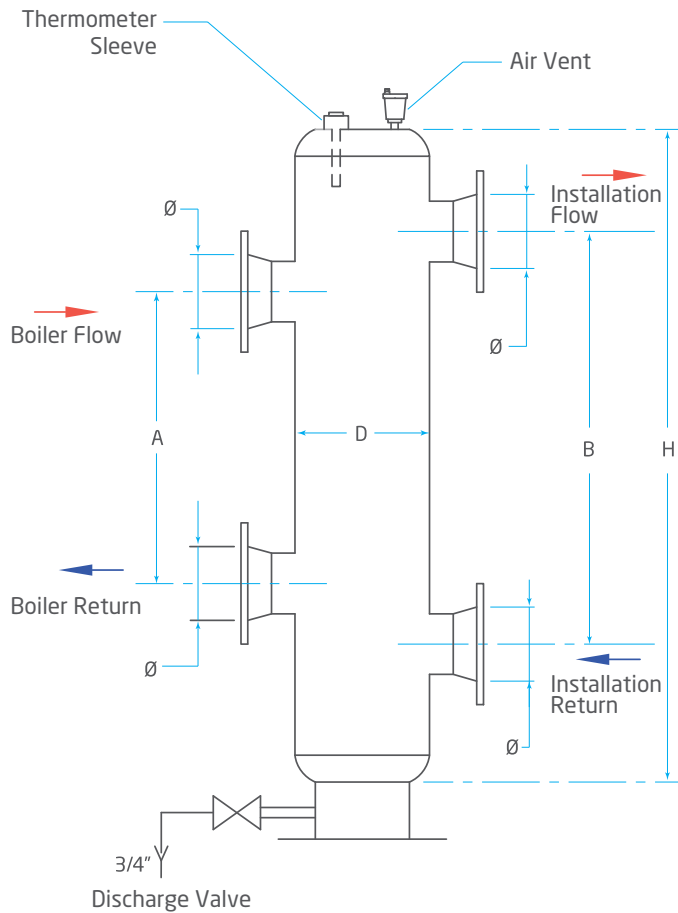 Thermometer
Sleeve
Air Vent
Installation
Flow
Ø
Boiler Flow
Ø
A
D
B
H
Boiler Return
Ø
Installation
Return
Ø
3/4"
Discharge Valve